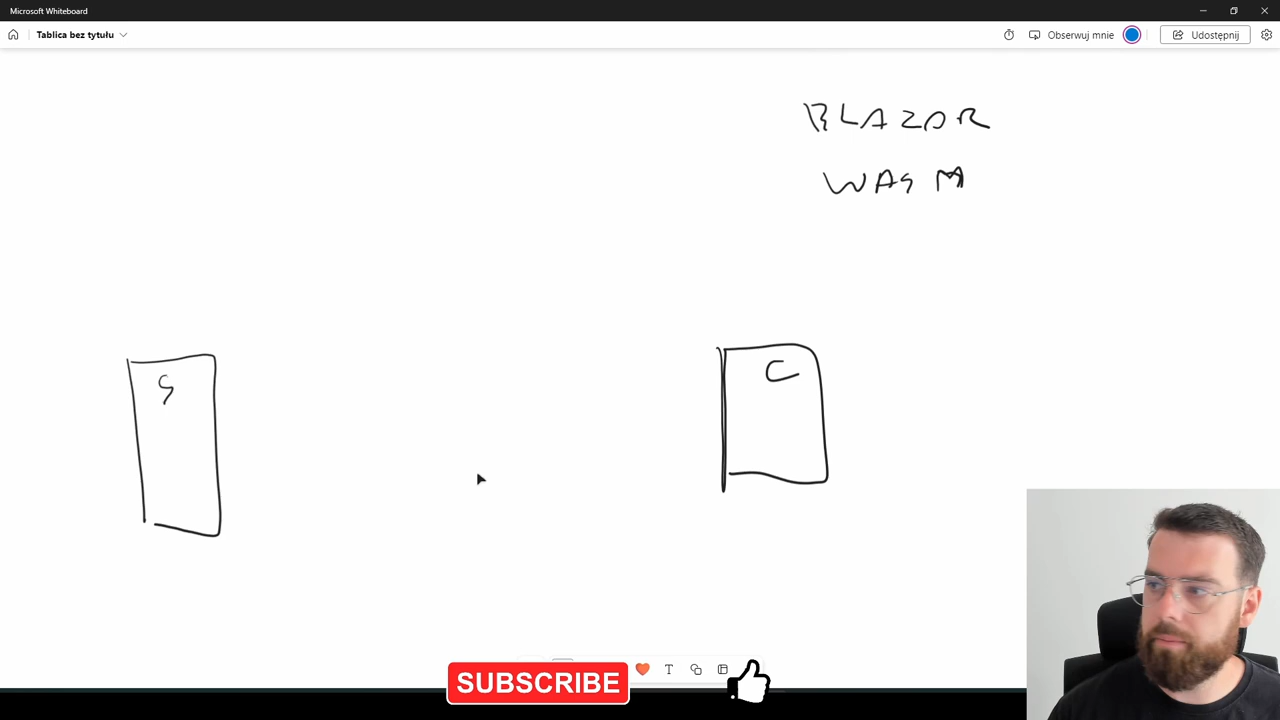 Microsoft Whiteboard
Tablica bez tytułu
Obserwuj mnie
Udostępnij
BLAZOR
WASM
S
C
T
SUBSCRIBE